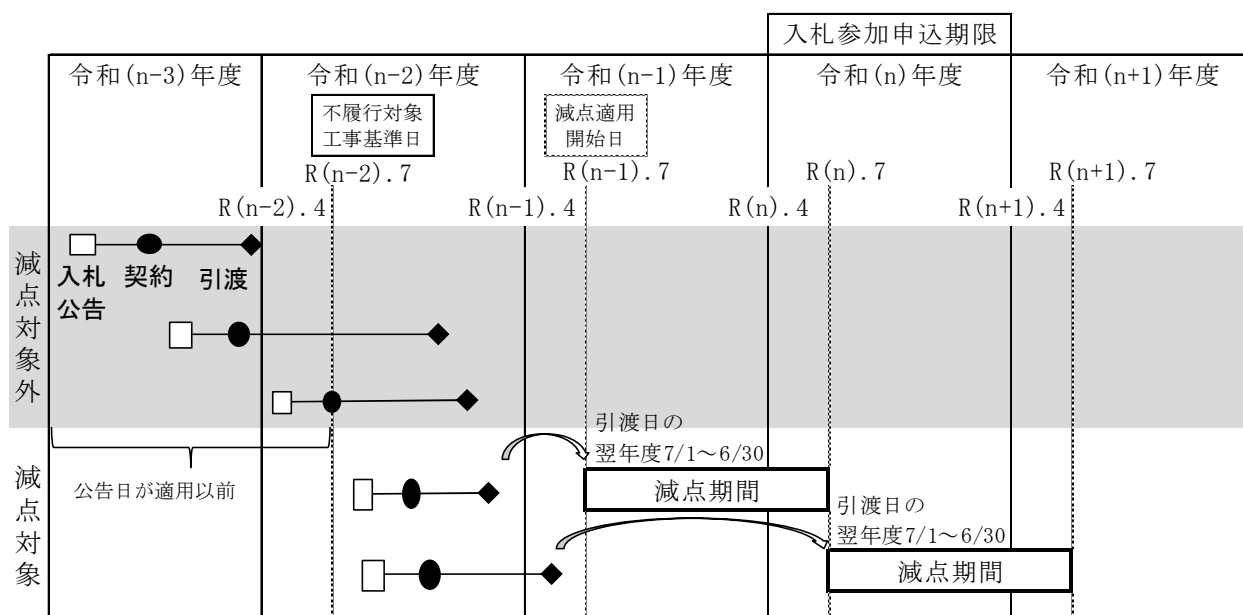 入札参加申込期限
令和(n-3)年度
令和(n-2)年度
令和(n-1)年度
令和(n)年度
令和(n+1)年度
不履行対象
工事基準日
減点適用
開始日
R(n-2).7
R(n-1).7
R(n).7
R(n+1).7
R(n-2).4
R(n-1).4
R(n).4
R(n+1).4
減点対象外
入札
公告
契約
引渡
公告日が適用以前
引渡日の
翌年度7/1～6/30
減点期間
減点対象
引渡日の
翌年度7/1～6/30
減点期間